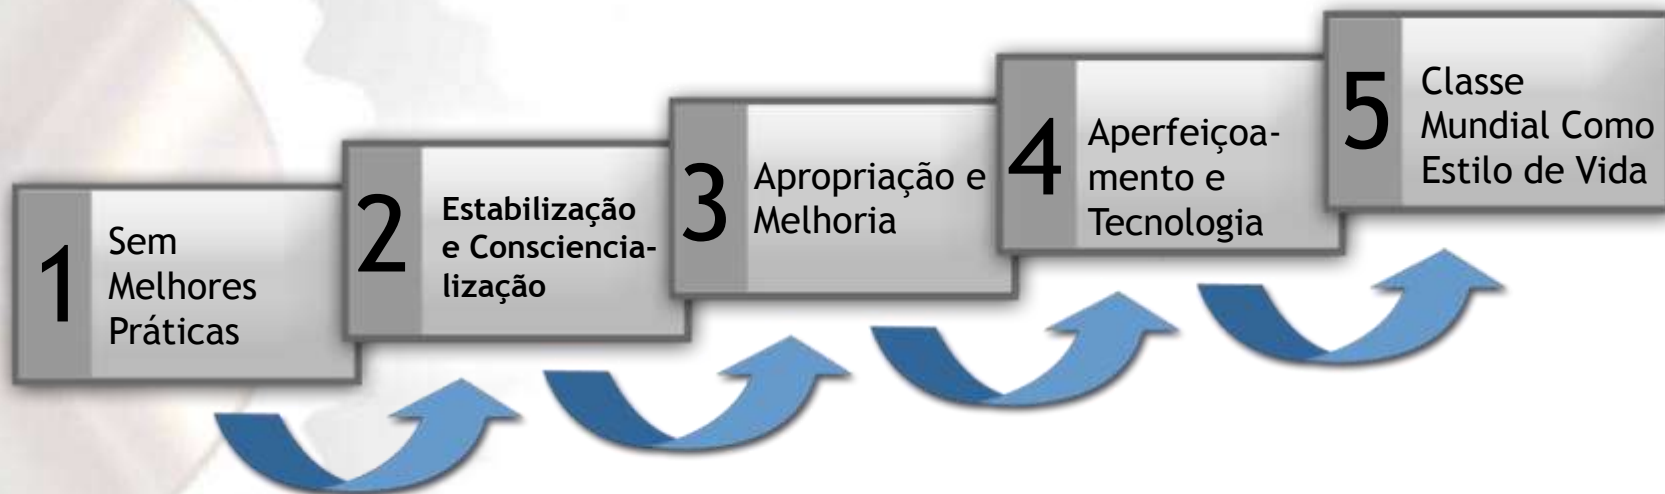 1
Sem
Melhores
Práticas
2
Estabilização
e Consciencia-
lização
3
Apropriação e
Melhoria
4
Aperfeiçoa-
mento e
Tecnologia
5
Classe
Mundial Como
Estilo de Vida